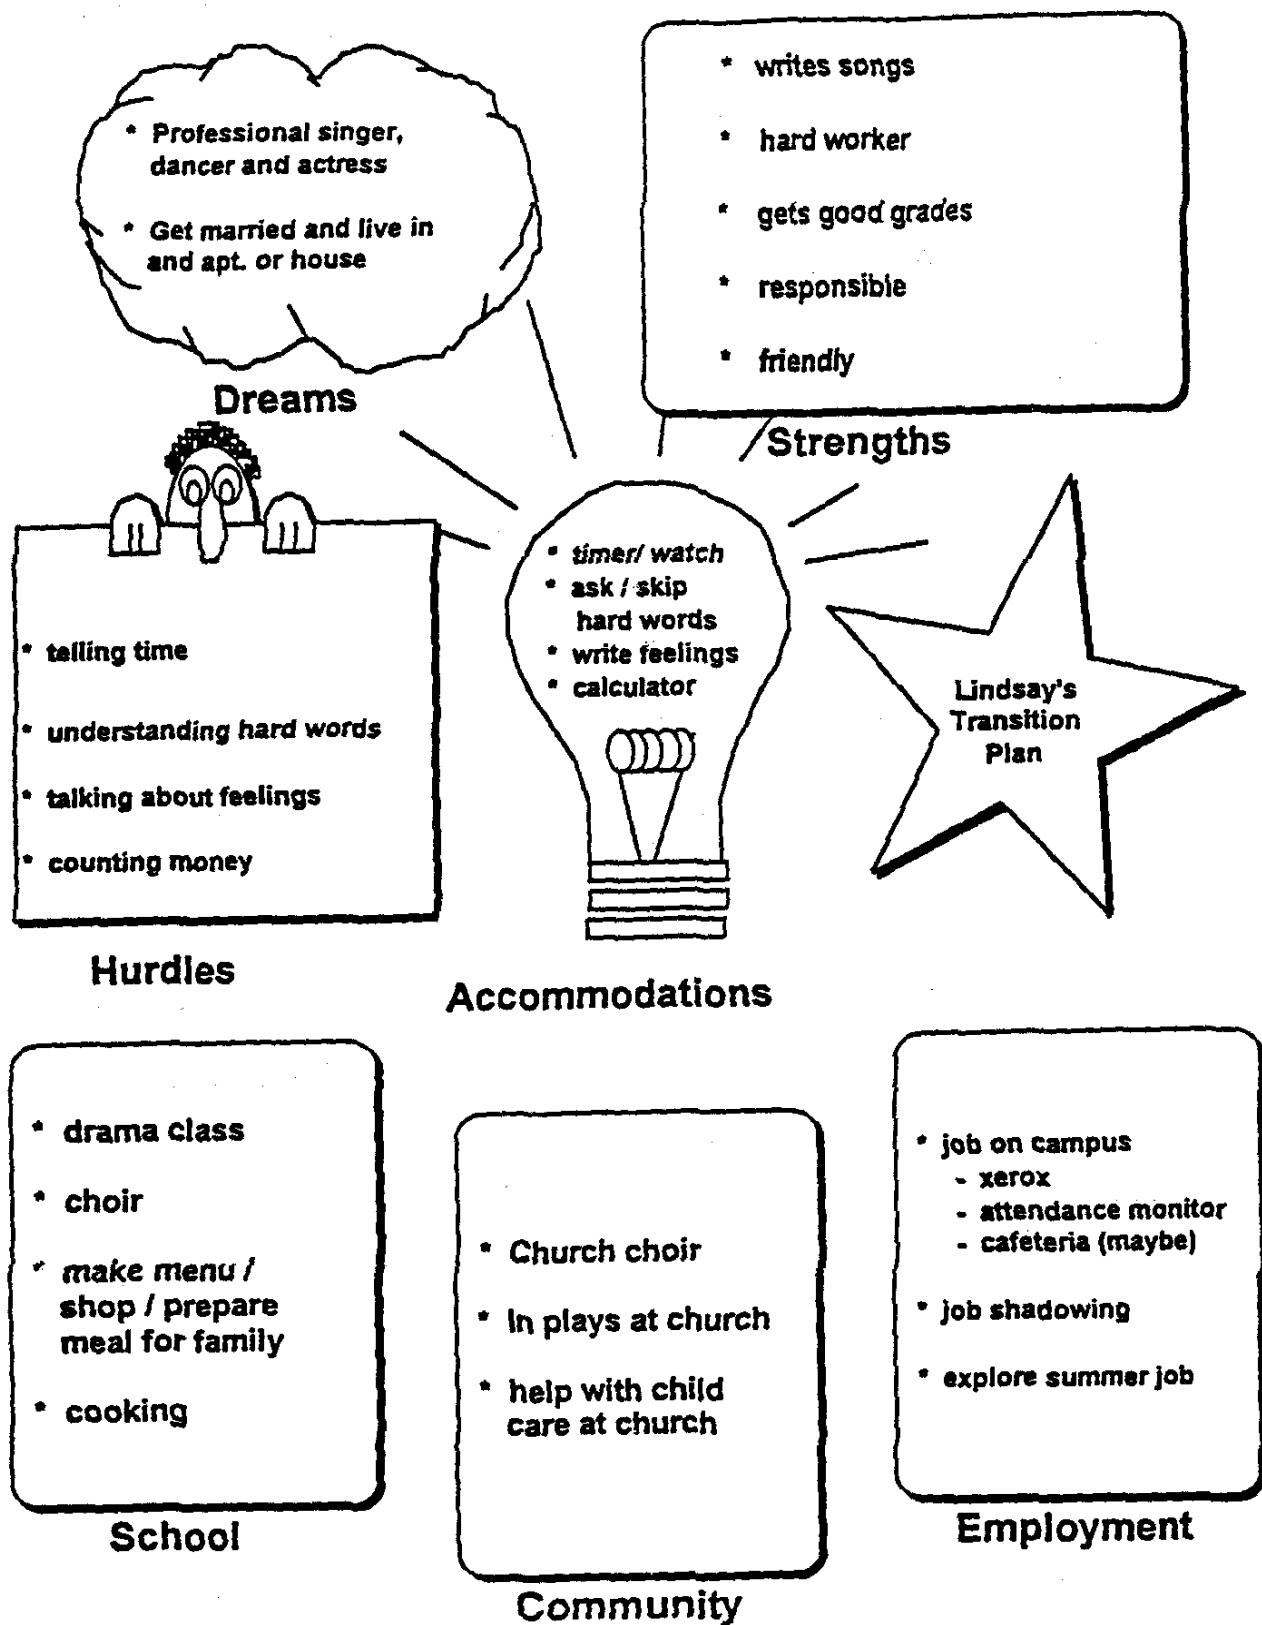 * Professional singer,
dancer and actress
* Get married and live in
and apt. or house
Dreams
* writes songs
* hard worker
* gets good grades
* responsible
* friendly
Strengths
* telling time
* understanding hard words
* talking about feelings
* counting money
Hurdles
* timer/ watch
* ask / skip
hard words
* write feelings
* calculator
Accommodations
Lindsay's
Transition
Plan
* drama class
* choir
* make menu /
shop / prepare
meal for family
* cooking
School
* Church choir
* In plays at church
* help with child
care at church
Community
* job on campus
- xerox
- attendance monitor
- cafeteria (maybe)
* job shadowing
* explore summer job
Employment